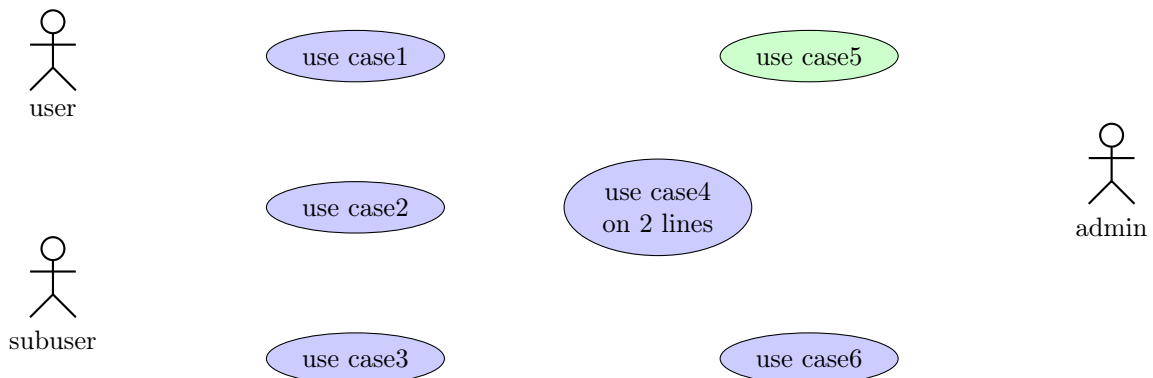 use case1
use case5
user
use case2
use case4
on 2 lines
admin
subuser
use case3
use case6